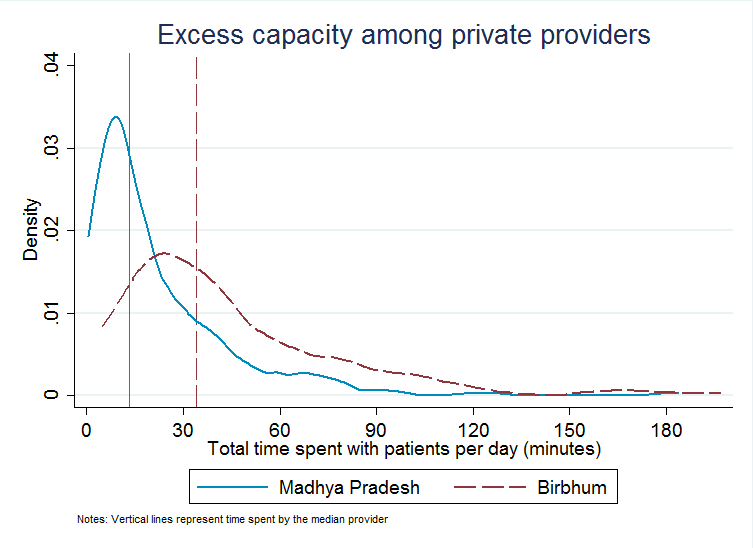 Excess capacity among private providers
.04
.03
.02
.01
0
Density
0 30 60 90 120 150 180
Total time spent with patients per day (minutes)
Madhya Pradesh Birbhum
Notes: Vertical lines represent time spent by the median provider